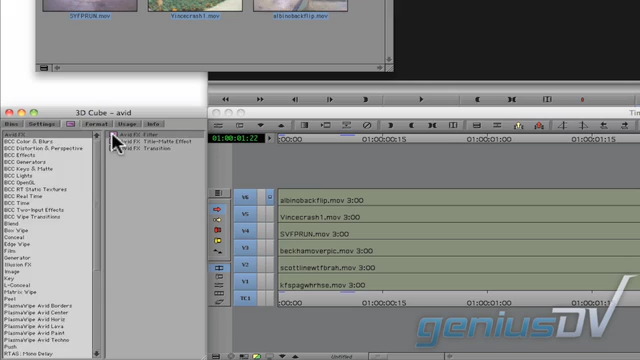 SYFPRUN.mov
Vincecrash1.mov
albinobackflip.mov
3D Cube - avid
Bins
Settings
Format
Usage
Info
Avid FX
BCC Color & Blurs
BCC Distortion & Perspective
BCC Effects
BCC Generators
BCC Keys & Matte
BCC Lights
BCC OpenGL
BCC RT Static Textures
BCC Real Time
BCC Time
BCC Two-Input Effects
BCC Wipe Transitions
Blend
Box Wipe
Conceal
Edge Wipe
Film
Generator
Illusion FX
Image
Key
L-Conceal
Matrix Wipe
Peel
PlasmaWipe Avid Borders
PlasmaWipe Avid Center
PlasmaWipe Avid Horiz
PlasmaWipe Avid Lava
PlasmaWipe Avid Paint
PlasmaWipe Avid Techno
Push
RTAS: Mono Delay
Avid FX Filter
Avid FX Title-Matte Effect
Avid FX Transition
Tim
01:00:01:22
00:00
01:00:00:15
01:00:01:00
01:00:01:15
V6
albinobackflip.mov 3:00
V5
Vincecrash1.mov 3:00
V4
SYFPRUN.mov 3:00
V3
beckhamoverpic.mov 3:00
V2
scottlinewtfbrah.mov 3:00
V1
kfspagwhrhse.mov 3:00
TC1
00:00
01:00:00:15
01:00:01:00
Untitled
geniusDV